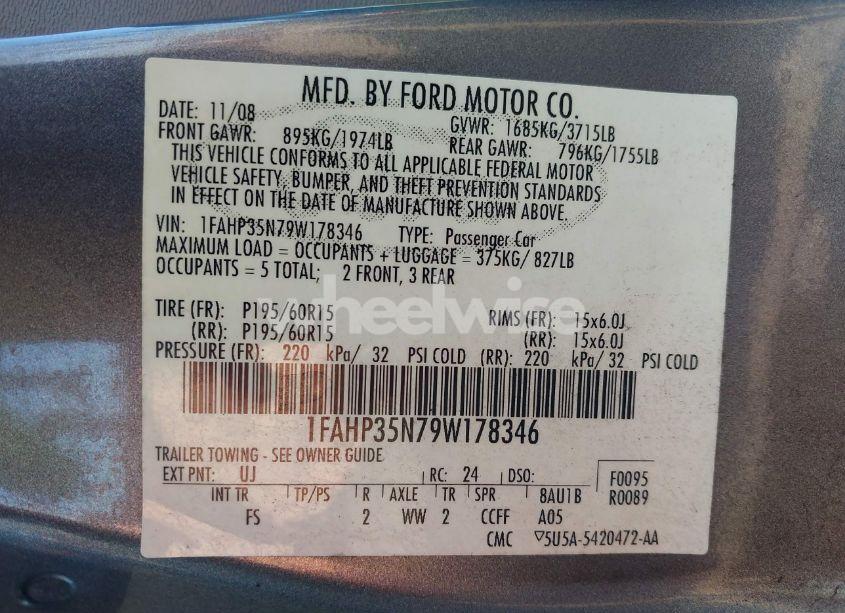 MFD. BY FORD MOTOR CO.
DATE: 11/08 GVWR: 1685KG/3715LB
FRONT GAWR: 895KG/1974LB REAR GAWR: 796KG/1755LB
THIS VEHICLE CONFORMS TO ALL APPLICABLE FEDERAL MOTOR
VEHICLE SAFETY, BUMPER, AND THEFT PREVENTION STANDARDS
IN EFFECT ON THE DATE OF MANUFACTURE SHOWN ABOVE.
VIN: 1FAHP35N79W178346 TYPE: Passenger Car
MAXIMUM LOAD = OCCUPANTS + LUGGAGE = 375KG/ 827LB
OCCUPANTS = 5 TOTAL; 2 FRONT, 3 REAR
wheelwise
TIRE (FR): P195/60R15 RIMS (FR): 15x6.0J
(RR): P195/60R15 (RR): 15x6.0J
PRESSURE (FR): 220 kPa/ 32 PSI COLD (RR): 220 kPa/ 32 PSI COLD
1FAHP35N79W178346
TRAILER TOWING - SEE OWNER GUIDE
EXT PNT: UJ RC: 24 DSO: F0095
INT TR TP/PS R AXLE TR SPR 8AU1B R0089
FS 2 WW 2 CCFF A05
CMC ▽5U5A-5420472-AA